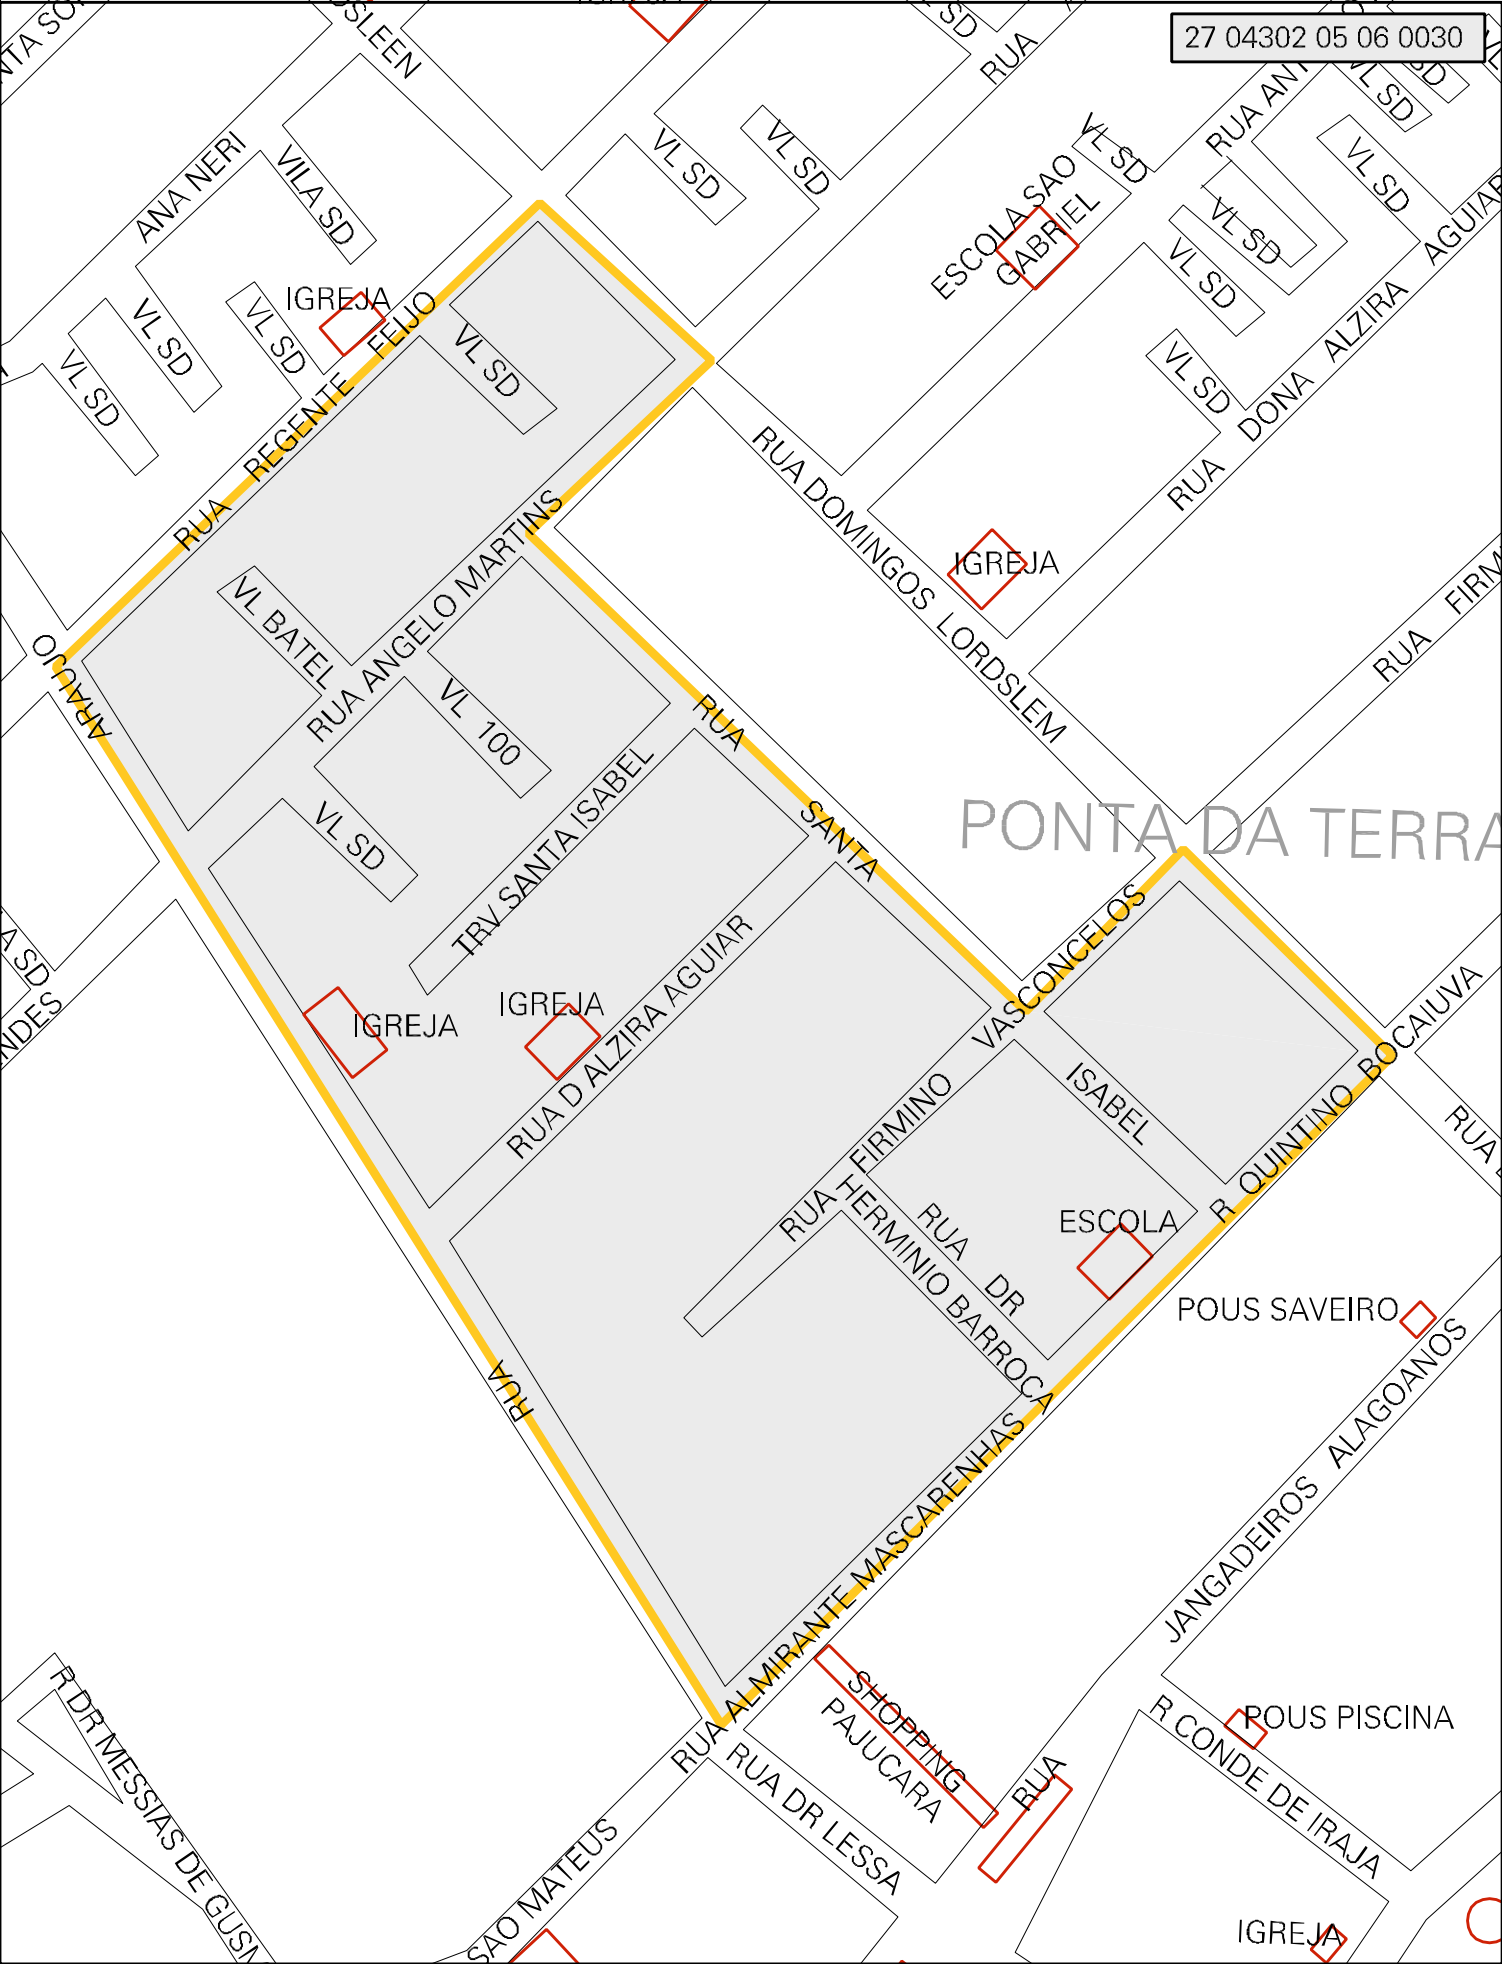 27 04302 05 06 0030
RUA
RUA ANT
VL SD
VL SD
VL SD
VL SD
VL SD
VL SD
VL SD
VL SD
VL SD
VL SD
ANA NERI
VILA SD
ESCOLA SAO
GABRIEL
AGUIAR
IGREJA
RUA REGENTE FEIJO
VL SD
VL SD
VL SD
VL SD
RUA DONA ALZIRA
RUA DOMINGOS LORDSLEM
IGREJA
RUA FIRM
RUA ANGELO MARTINS
VL BATEL
VL 100
VL SD
RUA ARAUJO
RUA SANTA ISABEL
PONTA DA TERRA
TRV SANTA ISABEL
RUA D ALZIRA AGUIAR
IGREJA
IGREJA
RUA FIRMINO VASCONCELOS
R QUINTINO BOCAIUVA
RUA DR
HERMINIO BARROCA
ESCOLA
RUA
POUS SAVEIRO
RUA JANGADEIROS ALAGOANOS
RUA ALMIRANTE MASCARENHAS
SHOPPING
PAJUCARA
RUA DR LESSA
SAO MATEUS
R DR MESSIAS DE GUSM
POUS PISCINA
R CONDE DE IRAJA
IGREJA